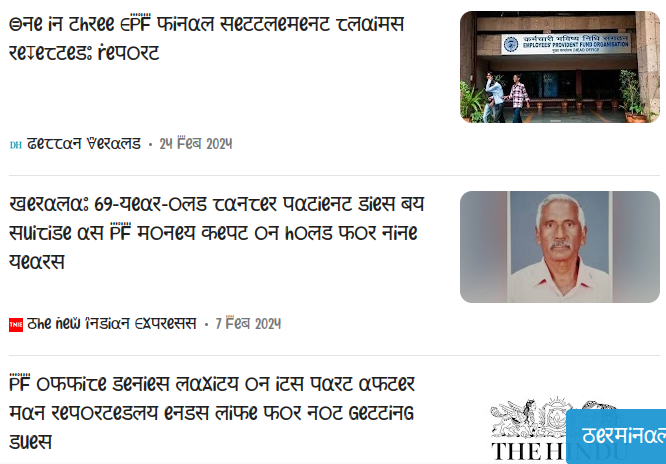 One in three EPF final settlement claims
rejected: report
कर्मचारी भविष्य निधि संगठन
EMPLOYEES' PROVIDENT FUND ORGANISATION
मुख्य कार्यालय /HEAD OFFICE
DH Deccan Herald • 24 Feb 2024
Kerala: 69-year-old cancer patient dies by
suicide as PF money kept on hold for nine
years
TNIE The New Indian Express • 7 Feb 2024
PF office denies laxity on its part after
man reportedly ends life for not getting
dues
THE HINDU
Terminal